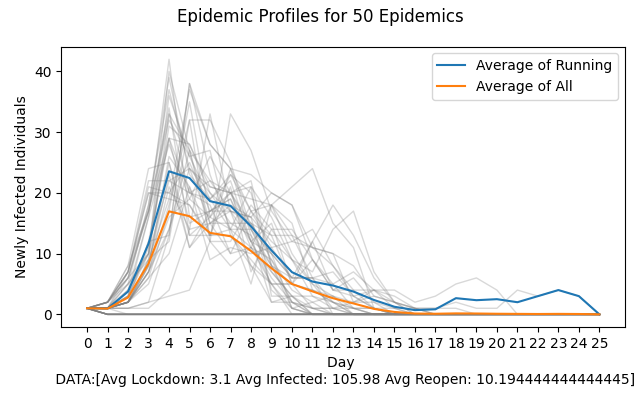 Epidemic Profiles for 50 Epidemics
Average of Running
Average of All
Newly Infected Individuals
40
30
20
10
0
0 1 2 3 4 5 6 7 8 9 10 11 12 13 14 15 16 17 18 19 20 21 22 23 24 25
Day
DATA:[Avg Lockdown: 3.1 Avg Infected: 105.98 Avg Reopen: 10.194444444444445]